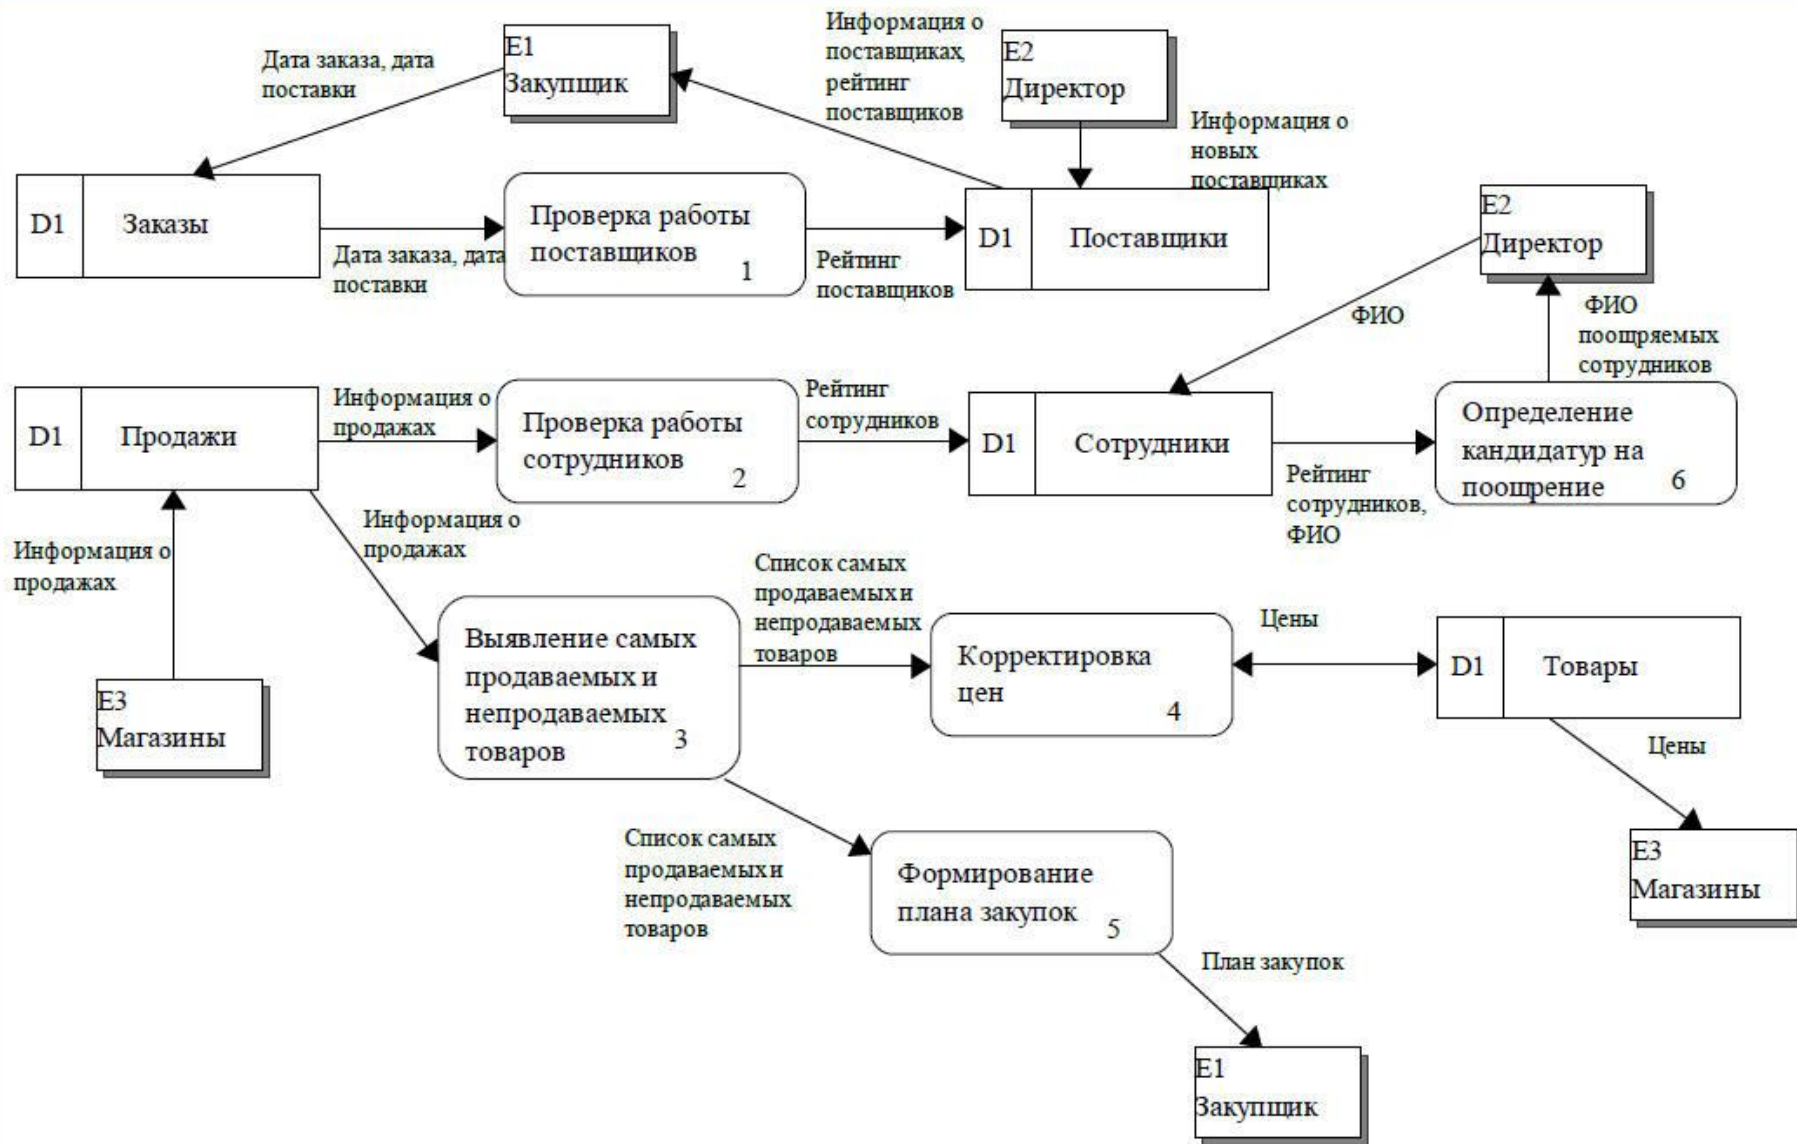 E1
Закупщик
Дата заказа, дата
поставки
Информация о
поставщиках,
рейтинг
поставщиков
E2
Директор
Информация о
новых
поставщиках
D1
Заказы
Дата заказа, дата
поставки
Проверка работы
поставщиков
1
Рейтинг
поставщиков
D1
Поставщики
E2
Директор
ФИО
ФИО
поощряемых
сотрудников
D1
Продажи
Информация о
продажах
Проверка работы
сотрудников
2
Рейтинг
сотрудников
D1
Сотрудники
Рейтинг
сотрудников,
ФИО
Определение
кандидатур на
поощрение
6
Информация о
продажах
Информация о
продажах
E3
Магазины
Выявление самых
продаваемых и
непродаваемых
товаров
3
Список самых
продаваемых и
непродаваемых
товаров
Корректировка
цен
4
Цены
D1
Товары
Цены
E3
Магазины
Список самых
продаваемых и
непродаваемых
товаров
Формирование
плана закупок
5
План закупок
E1
Закупщик